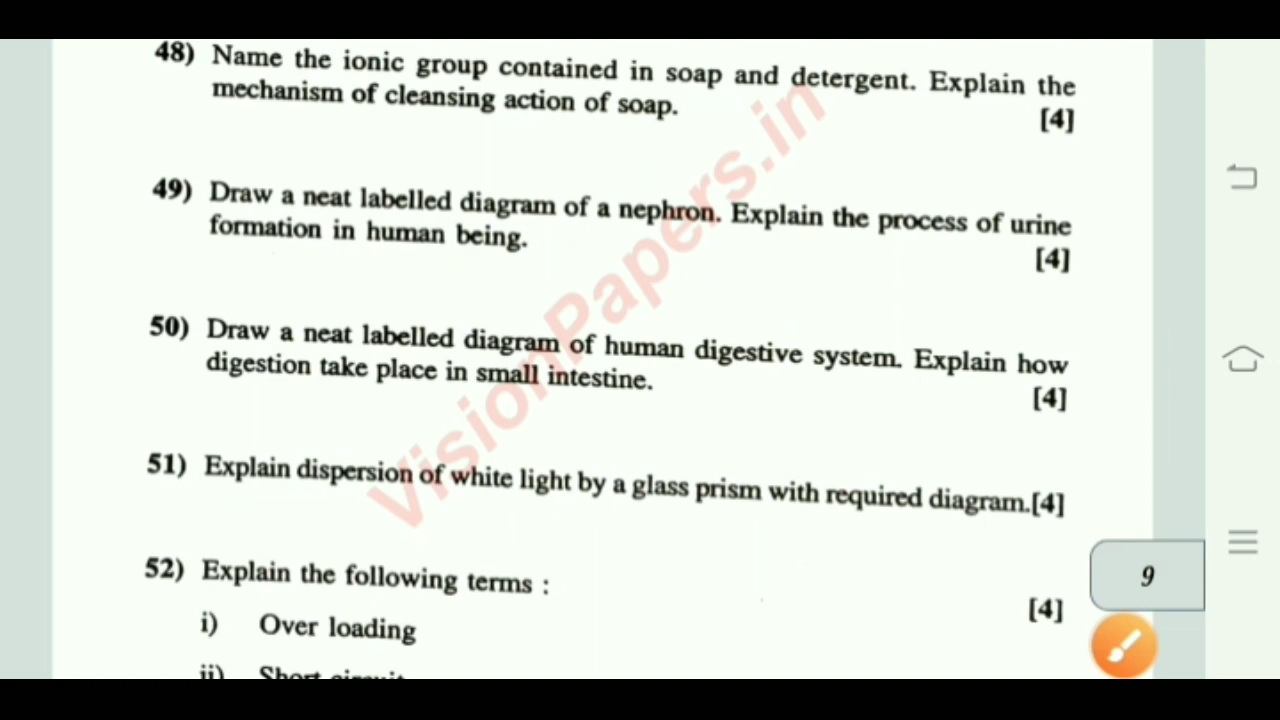 48) Name the ionic group contained in soap and detergent. Explain the
mechanism of cleansing action of soap. [4]
49) Draw a neat labelled diagram of a nephron. Explain the process of urine
formation in human being. [4]
50) Draw a neat labelled diagram of human digestive system. Explain how
digestion take place in small intestine. [4]
51) Explain dispersion of white light by a glass prism with required diagram.[4]
52) Explain the following terms :
[4]
i) Over loading
ii) Short circuit
VisionPapers.in
9